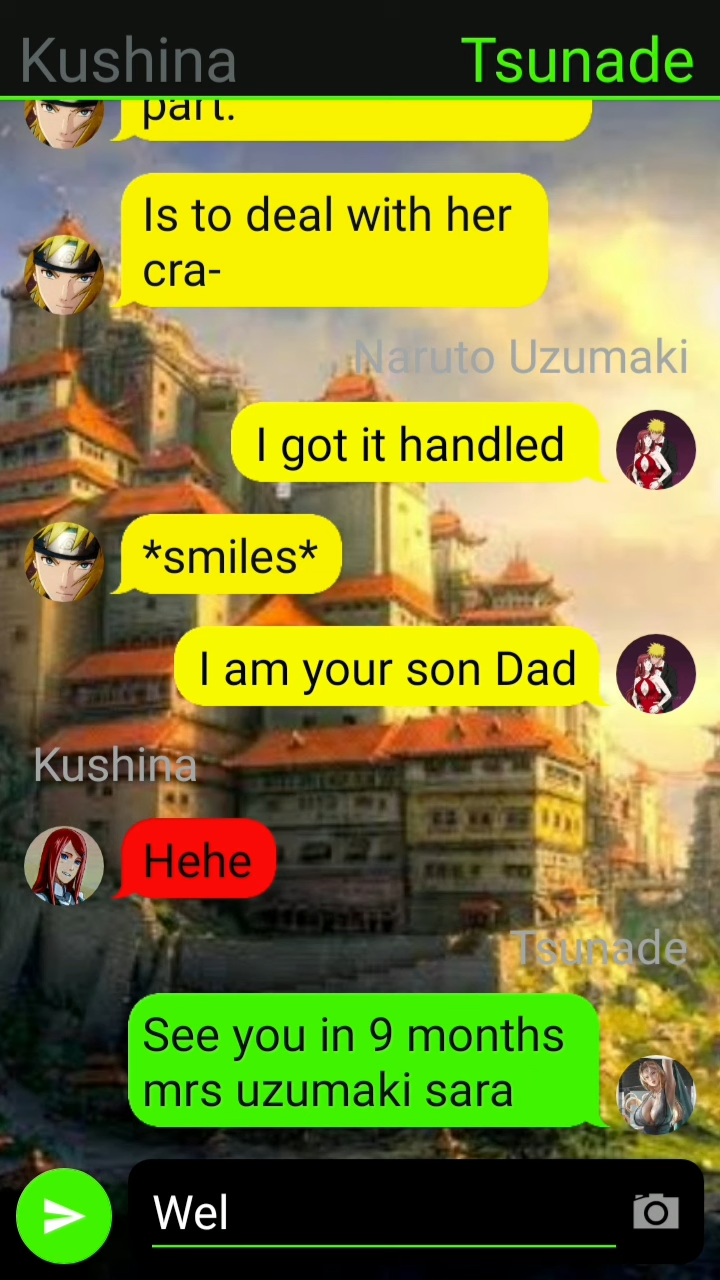 Kushina
Tsunade
part.
Is to deal with her
cra-
Naruto Uzumaki
I got it handled
*smiles*
I am your son Dad
Kushina
Hehe
Tsunade
See you in 9 months
mrs uzumaki sara
Wel